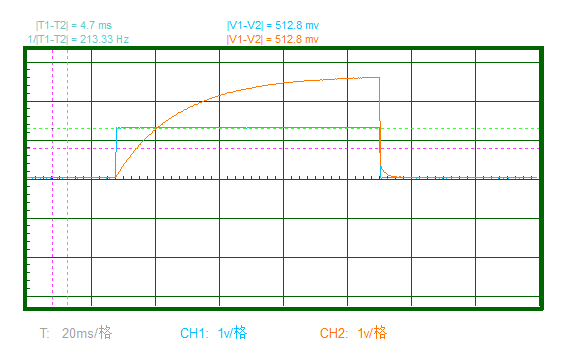 |T1-T2| = 4.7 ms |V1-V2| = 512.8 mv
1/|T1-T2| = 213.33 Hz |V1-V2| = 512.8 mv
T: 20ms/格 CH1: 1v/格 CH2: 1v/格